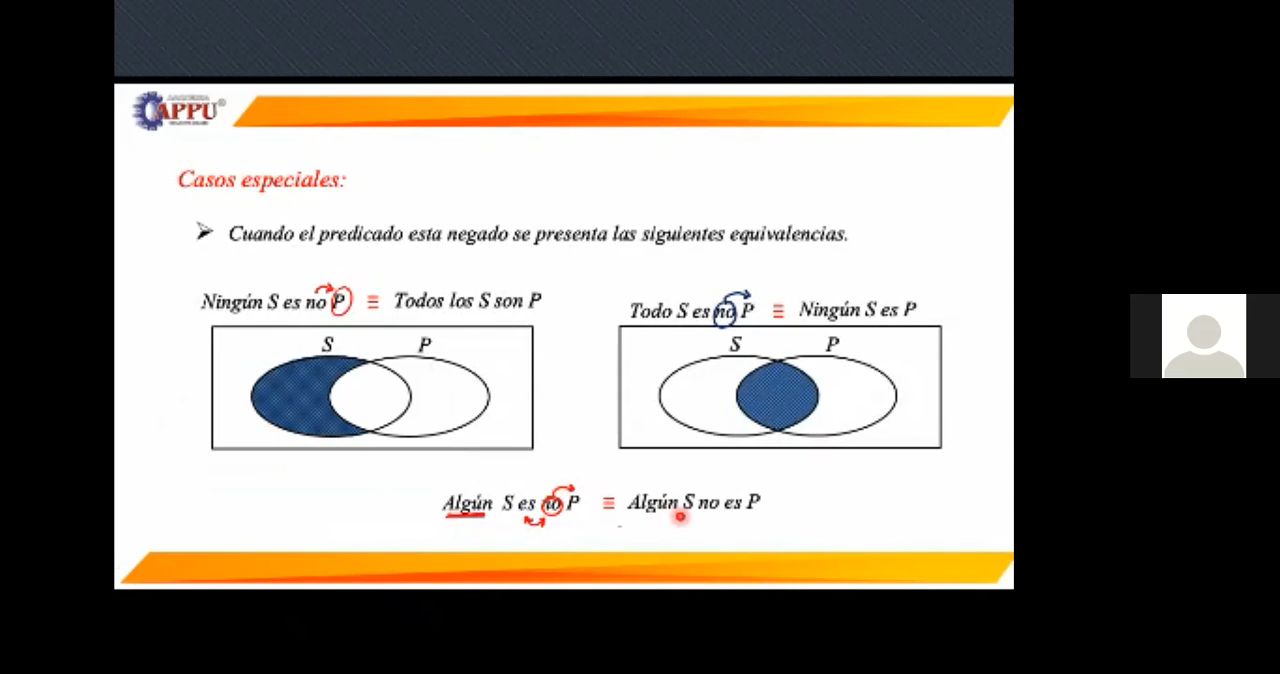 APPU®
Casos especiales:
➢ Cuando el predicado esta negado se presenta las siguientes equivalencias.
Ningún S es no P ≡ Todos los S son P
Todo S es no P ≡ Ningún S es P
S P
S P
Algún S es no P ≡ Algún S no es P